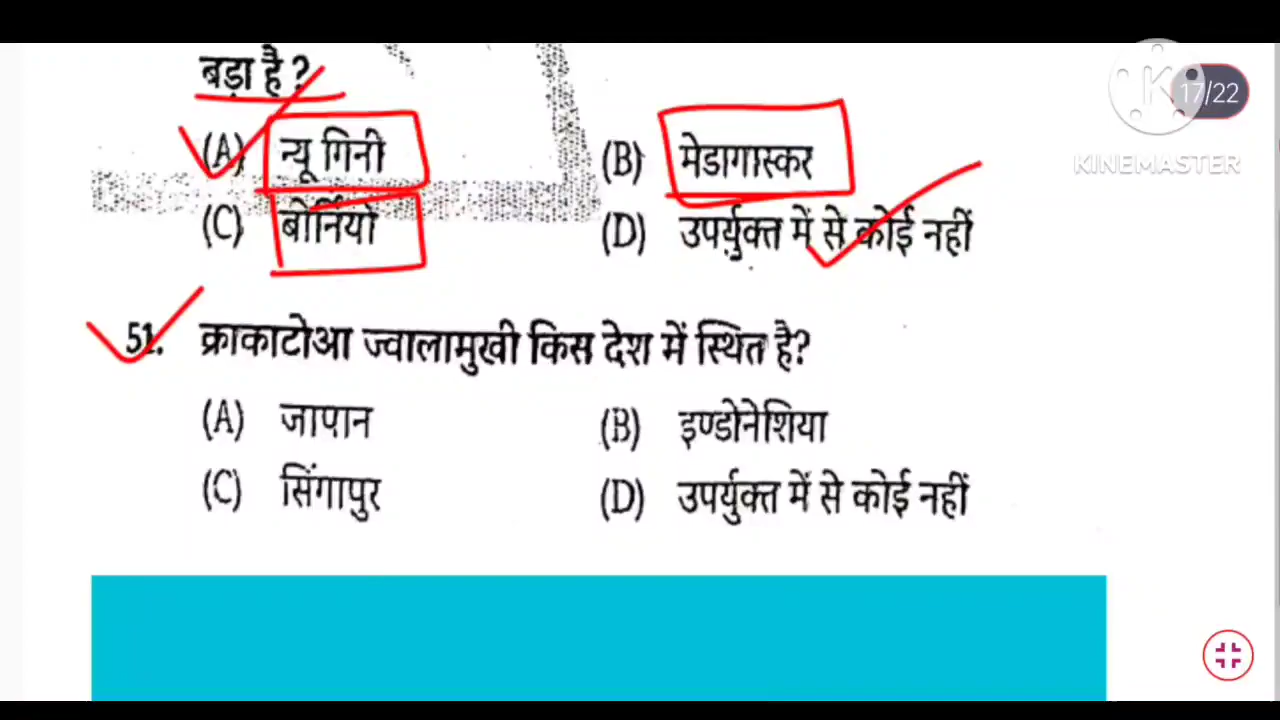 बड़ा है ?
17/22
KINEMASTER
(A) न्यू गिनी (B) मेडागास्कर
(C) बोर्नियो (D) उपर्युक्त में से कोई नहीं
51. क्राकाटोआ ज्वालामुखी किस देश में स्थित है?
(A) जापान (B) इण्डोनेशिया
(C) सिंगापुर (D) उपर्युक्त में से कोई नहीं